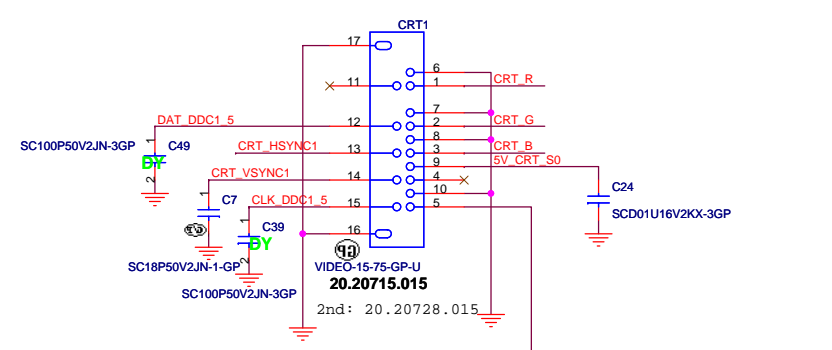 CRT1
17
6
11
1
CRT_R
7
DAT_DDC1_5
12
2
CRT_G
8
1
C49
SC100P50V2JN-3GP
DY
2
CRT_HSYNC1
13
3
CRT_B
9
5V_CRT_S0
CRT_VSYNC1
14
4
10
1
C7
CLK_DDC1_5
15
5
C24
SCD01U16V2KX-3GP
1
C39
DY
2
2
16
GP
SC18P50V2JN-1-GP
VIDEO-15-75-GP-U
20.20715.015
SC100P50V2JN-3GP
2nd: 20.20728.015